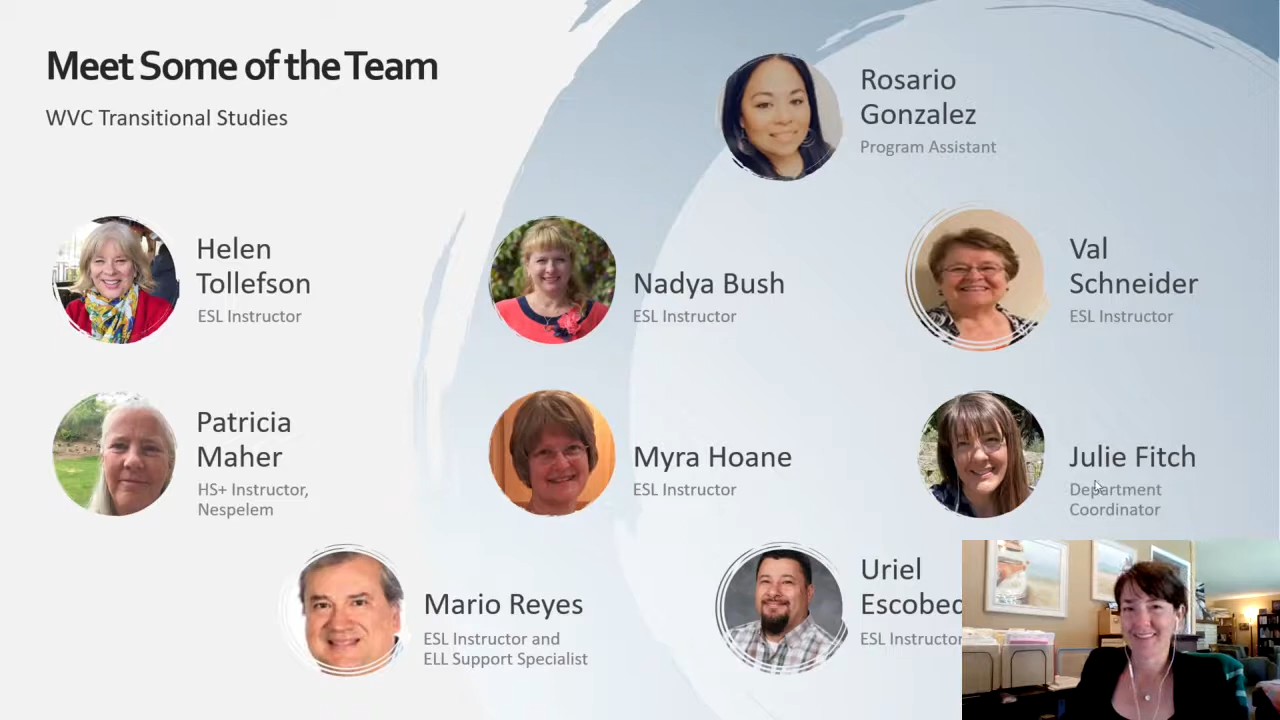 Meet Some of the Team
WVC Transitional Studies
Rosario
Gonzalez
Program Assistant
Helen
Tollefson
ESL Instructor
Nadya Bush
ESL Instructor
Val
Schneider
ESL Instructor
Patricia
Maher
HS+ Instructor,
Nespelem
Myra Hoane
ESL Instructor
Julie Fitch
Department
Coordinator
Mario Reyes
ESL Instructor and
ELL Support Specialist
Uriel
Escobed
ESL Instructor